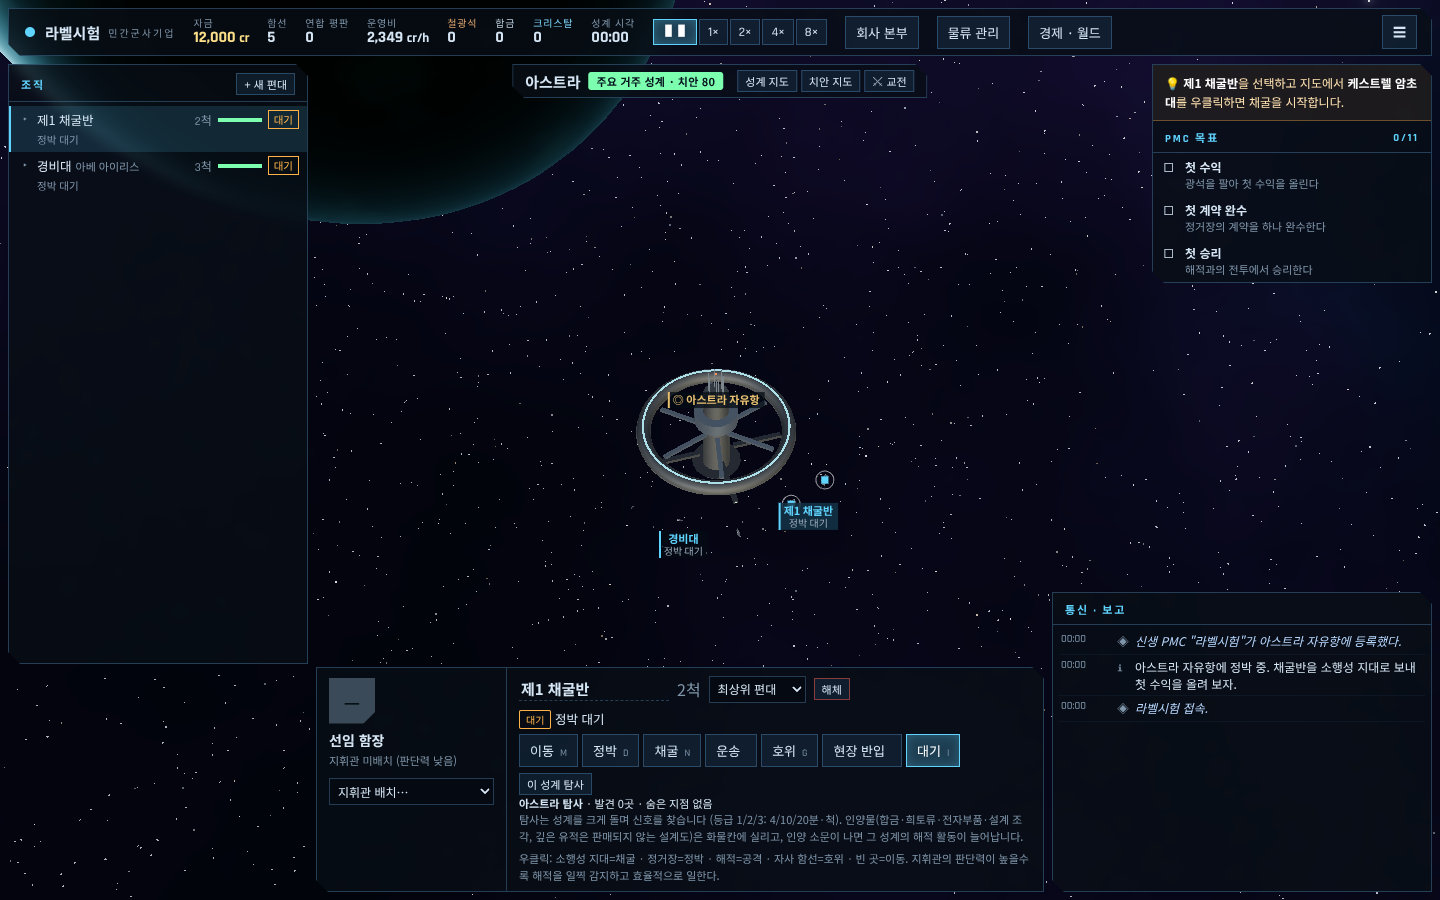 라벨시험 민간군사기업
자금 12,000 cr
함선 5
연합 평판 0
운영비 2,349 cr/h
철광석 0
합금 0
크리스탈 0
성계 시각 00:00
1× 2× 4× 8×
회사 본부 물류 관리 경제 · 월드
조직 + 새 편대
제1 채굴반 2척 대기
정박 대기
경비대 아베 아이리스 3척 대기
정박 대기
아스트라 주요 거주 성계 · 치안 80 성계 지도 치안 지도 ⚔ 교전
💡 제1 채굴반을 선택하고 지도에서 케스트렐 암초
대를 우클릭하면 채굴을 시작합니다.
PMC 목표 0/11
☐ 첫 수익
광석을 팔아 첫 수익을 올린다
☐ 첫 계약 완수
정거장의 계약을 하나 완수한다
☐ 첫 승리
해적과의 전투에서 승리한다
◎ 아스트라 자유항
제1 채굴반
정박 대기
경비대
정박 대기
선임 함장
지휘관 미배치 (판단력 낮음)
지휘관 배치…
제1 채굴반 2척 최상위 편대 해체
대기 정박 대기
이동 M 정박 D 채굴 N 운송 호위 G 현장 반입 대기 I
이 성계 탐사
아스트라 탐사 · 발견 0곳 · 숨은 지점 없음
탐사는 성계를 크게 돌며 신호를 찾습니다 (등급 1/2/3: 4/10/20분·척). 인양물(합금·희토류·전자부품·설계 조
각, 깊은 유적은 판매되지 않는 설계도)은 화물칸에 실리고, 인양 소문이 나면 그 성계의 해적 활동이 늘어납니다.
우클릭: 소행성 지대=채굴 · 정거장=정박 · 해적=공격 · 자사 함선=호위 · 빈 곳=이동. 지휘관의 판단력이 높을수
록 해적을 일찍 감지하고 효율적으로 일한다.
통신 · 보고
00:00 ◈ 신생 PMC "라벨시험"가 아스트라 자유항에 등록했다.
00:00 ℹ 아스트라 자유항에 정박 중. 채굴반을 소행성 지대로 보내
첫 수익을 올려 보자.
00:00 ◈ 라벨시험 접속.